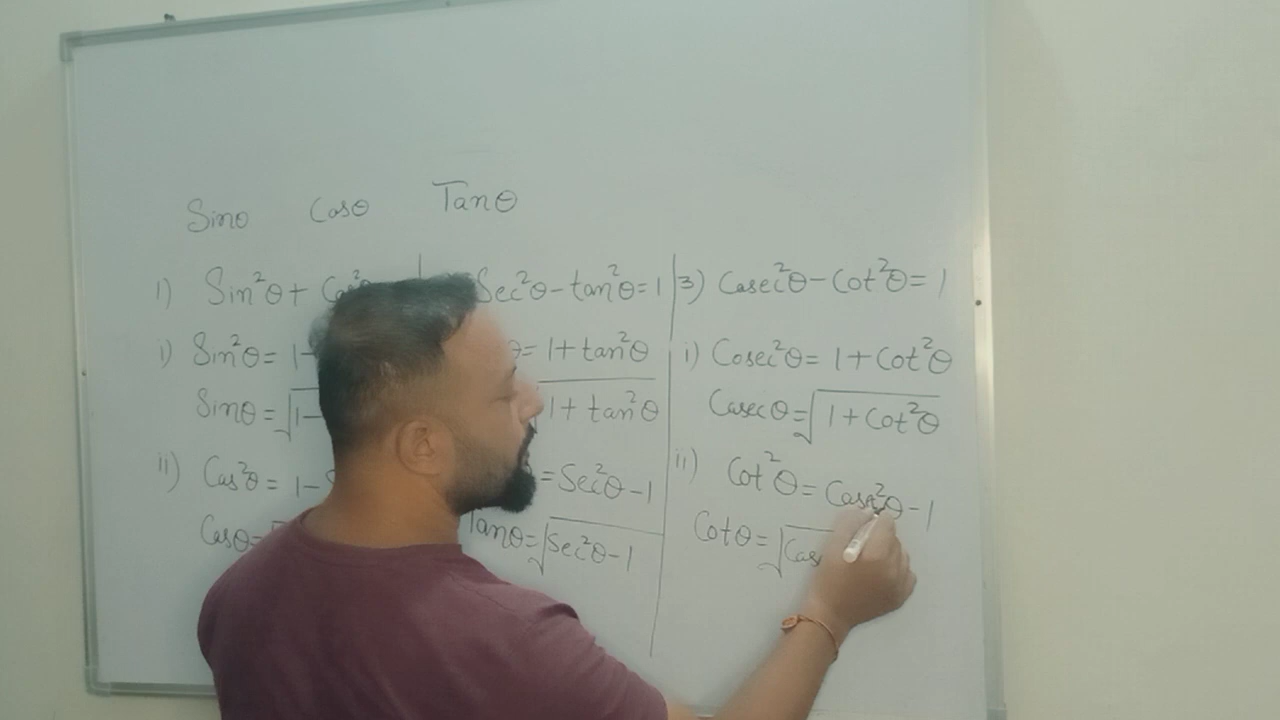 Sinθ Cosθ Tanθ
1) Sin²θ + Cos²θ
i) Sin²θ = 1-
Sinθ = √1-
ii) Cos²θ = 1-
Cosθ =
Sec²θ - tan²θ = 1
θ = 1 + tan²θ
1 + tan²θ
= Sec²θ - 1
Tanθ = √Sec²θ - 1
3) Cosec²θ - Cot²θ = 1
i) Cosec²θ = 1 + Cot²θ
Cosecθ = √1 + Cot²θ
ii) Cot²θ = Cosec²θ - 1
Cotθ = √Cos